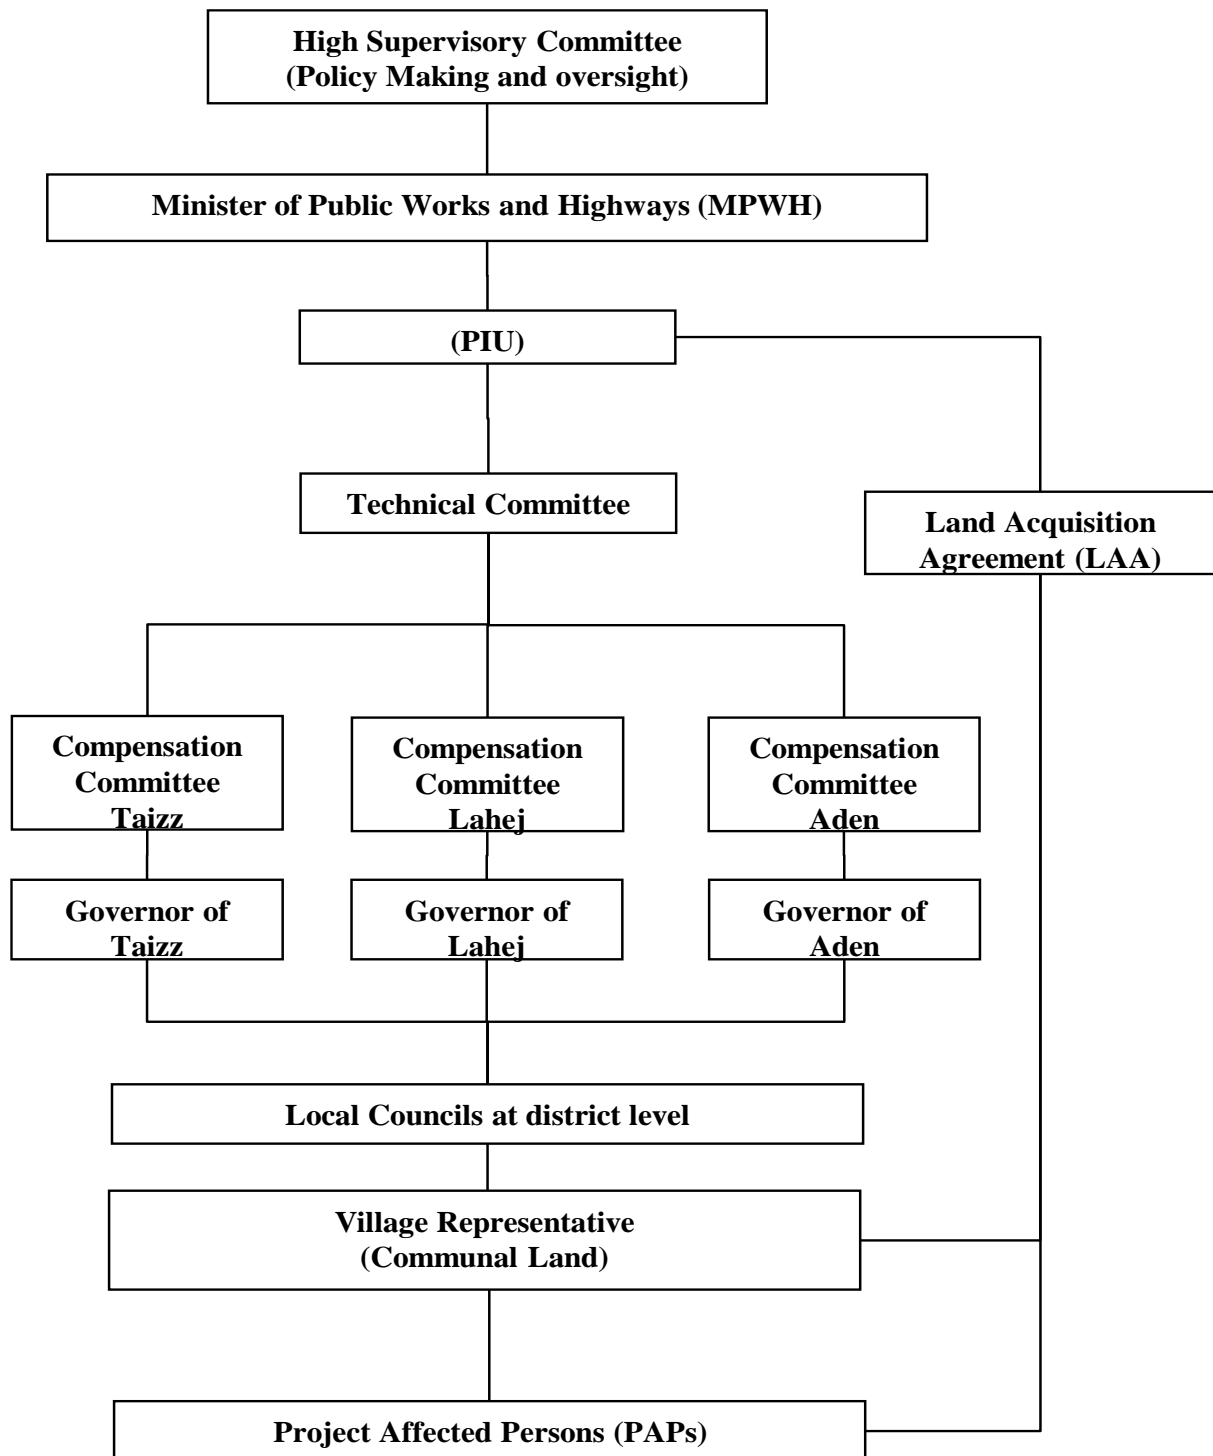 High Supervisory Committee
(Policy Making and oversight)
Minister of Public Works and Highways (MPWH)
(PIU)
Technical Committee
Land Acquisition
Agreement (LAA)
Compensation
Committee
Taizz
Compensation
Committee
Lahej
Compensation
Committee
Aden
Governor of
Taizz
Governor of
Lahej
Governor of
Aden
Local Councils at district level
Village Representative
(Communal Land)
Project Affected Persons (PAPs)